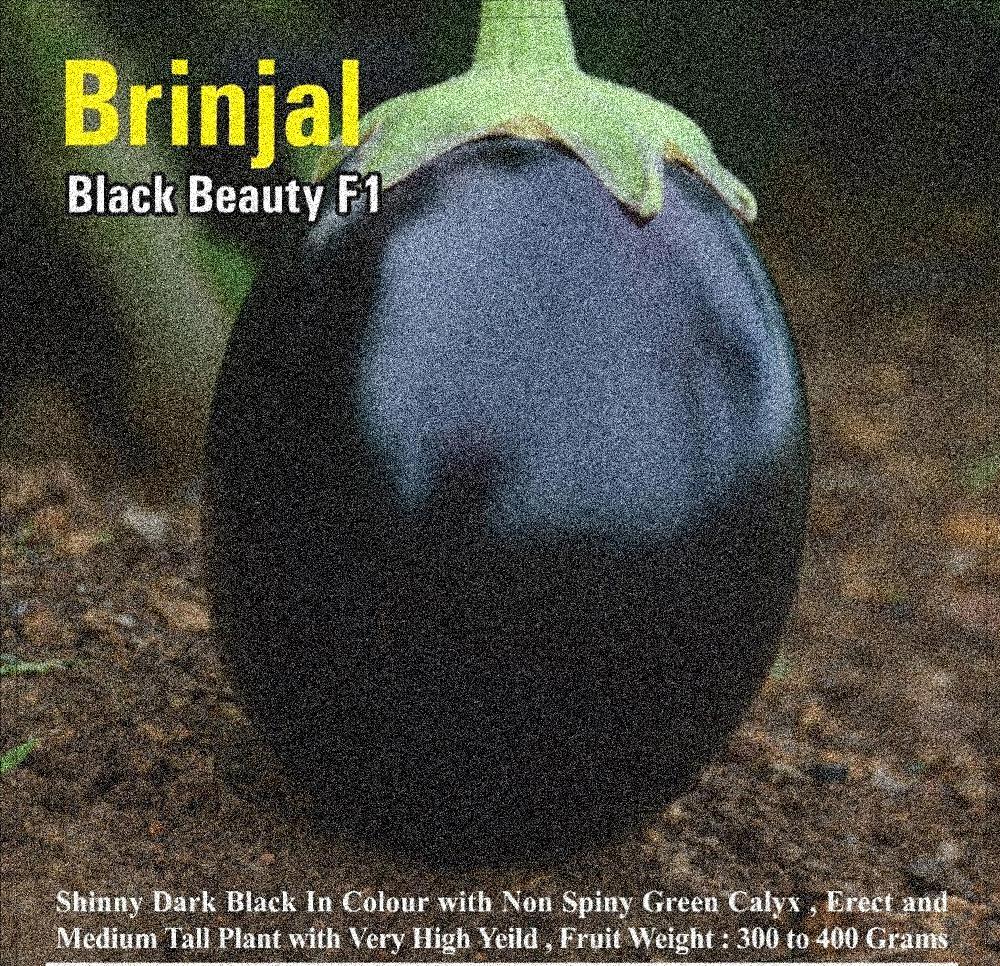 Brinjal
Black Beauty F1
Shinny Dark Black In Colour with Non Spiny Green Calyx , Erect and
Medium Tall Plant with Very High Yeild , Fruit Weight : 300 to 400 Grams